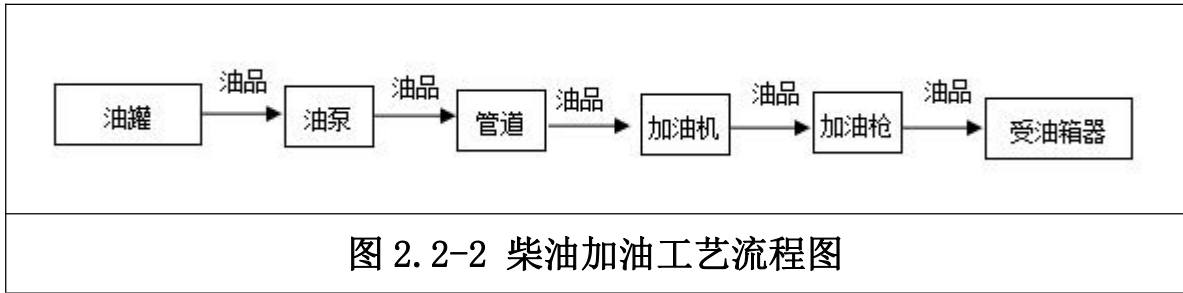 油品 油品 油品 油品 油品
油罐 油泵 管道 加油机 加油枪 受油箱器
图 2.2-2 柴油加油工艺流程图